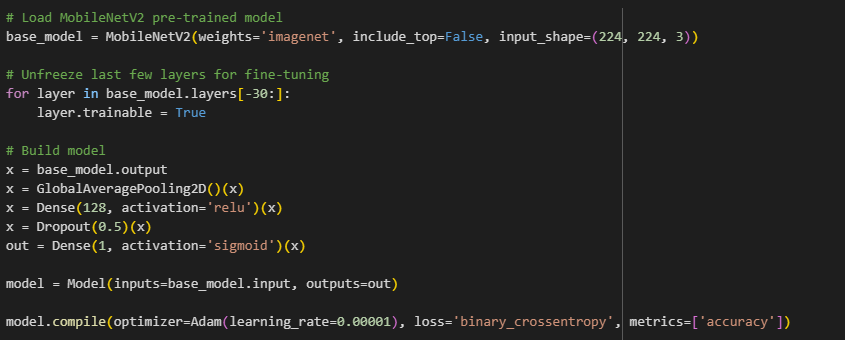 # Load MobileNetV2 pre-trained model
base_model = MobileNetV2(weights='imagenet', include_top=False, input_shape=(224, 224, 3))
# Unfreeze last few layers for fine-tuning
for layer in base_model.layers[-30:]:
    layer.trainable = True
# Build model
x = base_model.output
x = GlobalAveragePooling2D()(x)
x = Dense(128, activation='relu')(x)
x = Dropout(0.5)(x)
out = Dense(1, activation='sigmoid')(x)
model = Model(inputs=base_model.input, outputs=out)
model.compile(optimizer=Adam(learning_rate=0.00001), loss='binary_crossentropy', metrics=['accuracy'])